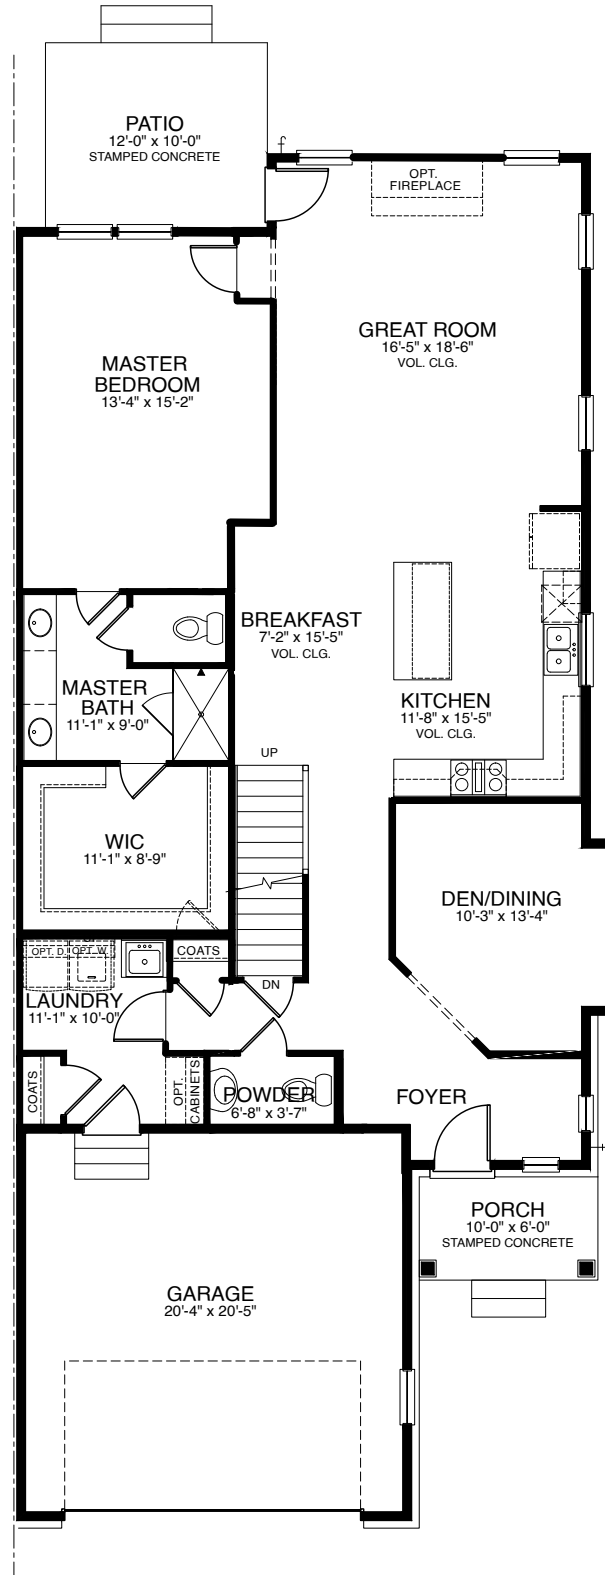 PATIO
12'-0" x 10'-0"
STAMPED CONCRETE
OPT.
FIREPLACE
GREAT ROOM
16'-5" x 18'-6"
VOL. CLG.
MASTER
BEDROOM
13'-4" x 15'-2"
BREAKFAST
7'-2" x 15'-5"
VOL. CLG.
MASTER
BATH
11'-1" x 9'-0"
KITCHEN
11'-8" x 15'-5"
VOL. CLG.
UP
WIC
11'-1" x 8'-9"
DEN/DINING
10'-3" x 13'-4"
OPT. D
OPT. W
COATS
DN
LAUNDRY
11'-1" x 10'-0"
COATS
OPT.
CABINETS
POWDER
6'-8" x 3'-7"
FOYER
PORCH
10'-0" x 6'-0"
STAMPED CONCRETE
GARAGE
20'-4" x 20'-5"